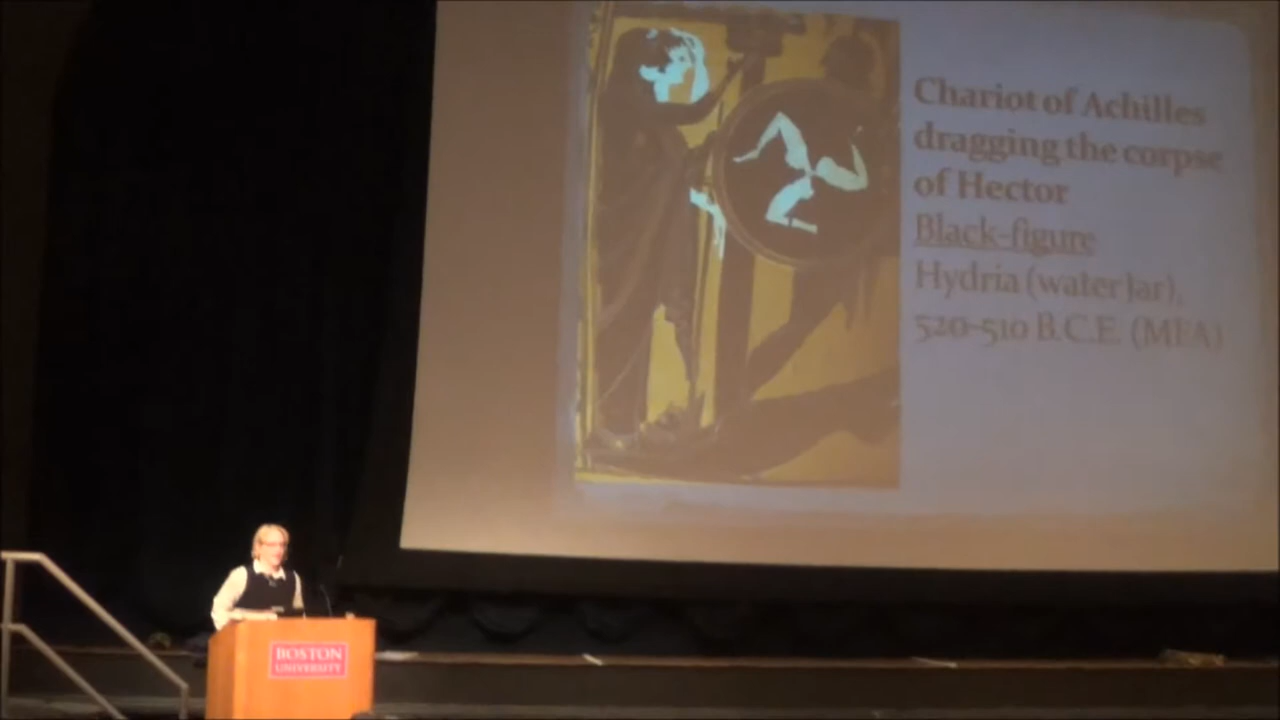 Chariot of Achilles
dragging the corpse
of Hector
Black-figure
Hydria (water jar),
520-510 B.C.E. (MFA)
BOSTON
UNIVERSITY